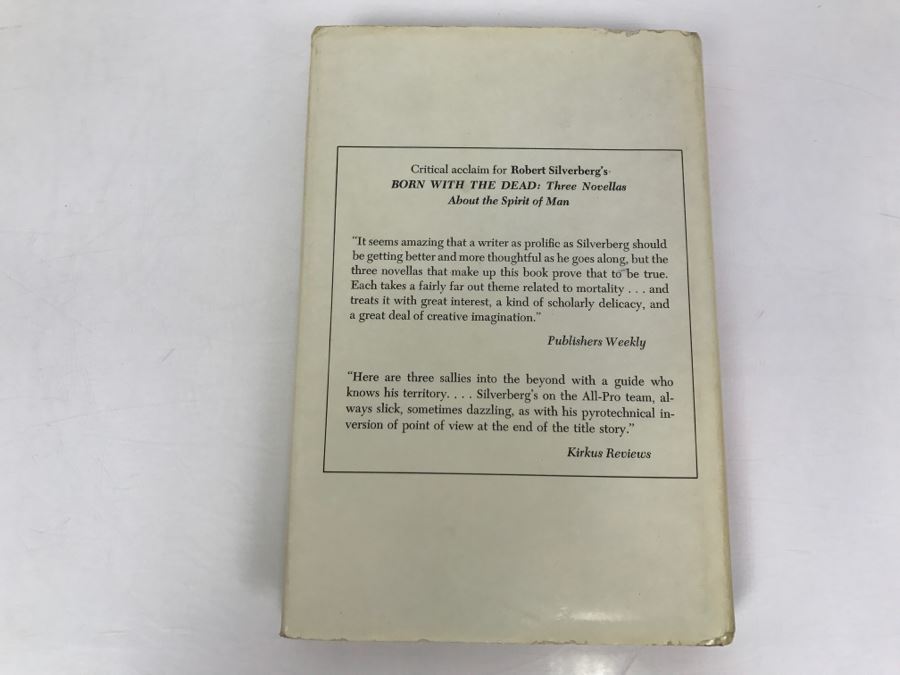 Critical acclaim for Robert Silverberg's
BORN WITH THE DEAD: Three Novellas
About the Spirit of Man
"It seems amazing that a writer as prolific as Silverberg should
be getting better and more thoughtful as he goes along, but the
three novellas that make up this book prove that to be true.
Each takes a fairly far out theme related to mortality . . . and
treats it with great interest, a kind of scholarly delicacy, and
a great deal of creative imagination."
Publishers Weekly
"Here are three sallies into the beyond with a guide who
knows his territory. . . . Silverberg's on the All-Pro team, al-
ways slick, sometimes dazzling, as with his pyrotechnical in-
version of point of view at the end of the title story."
Kirkus Reviews